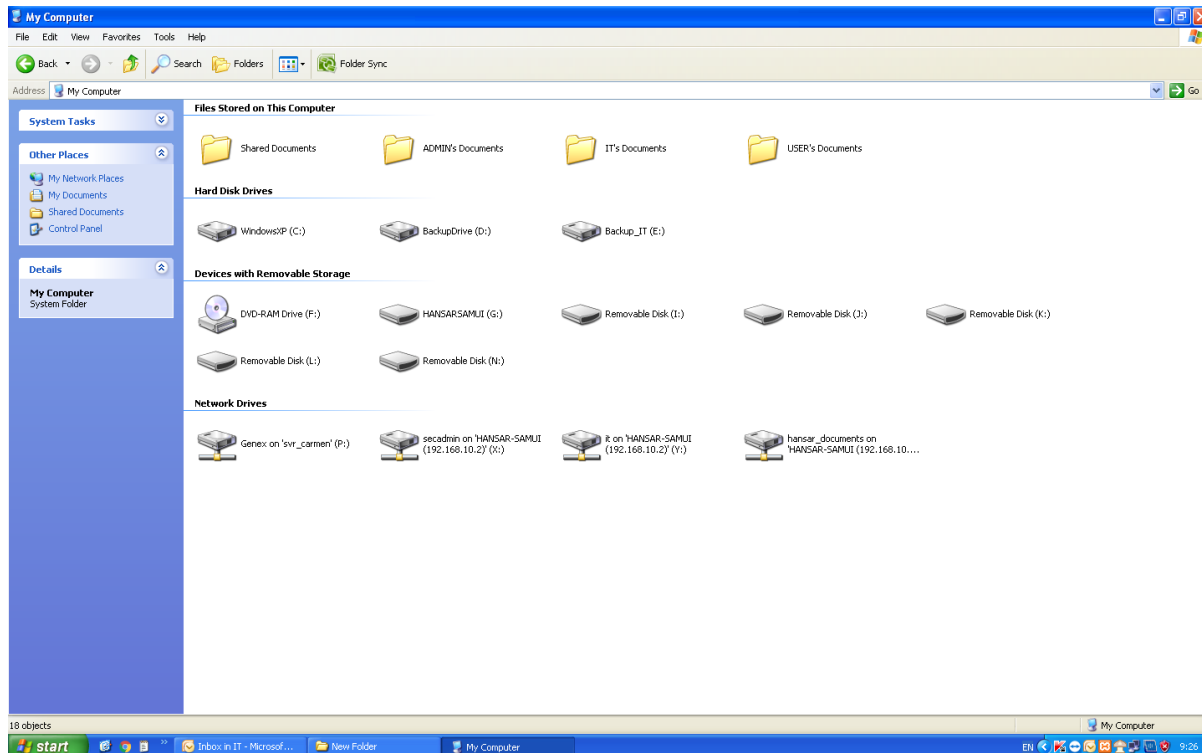 My Computer
File Edit View Favorites Tools Help
Back Search Folders Folder Sync
Address My Computer Go
System Tasks
Other Places
My Network Places
My Documents
Shared Documents
Control Panel
Details
My Computer
System Folder
Files Stored on This Computer
Shared Documents ADMIN's Documents IT's Documents USER's Documents
Hard Disk Drives
WindowsXP (C:) BackupDrive (D:) Backup_IT (E:)
Devices with Removable Storage
DVD-RAM Drive (F:) HANSARSAMUI (G:) Removable Disk (I:) Removable Disk (J:) Removable Disk (K:)
Removable Disk (L:) Removable Disk (N:)
Network Drives
Genex on 'svr_carmen' (P:)
secadmin on 'HANSAR-SAMUI
(192.168.10.2)' (X:)
it on 'HANSAR-SAMUI
(192.168.10.2)' (Y:)
hansar_documents on
'HANSAR-SAMUI (192.168.10....
18 objects My Computer
start Inbox in IT - Microsof... New Folder My Computer EN 9:26